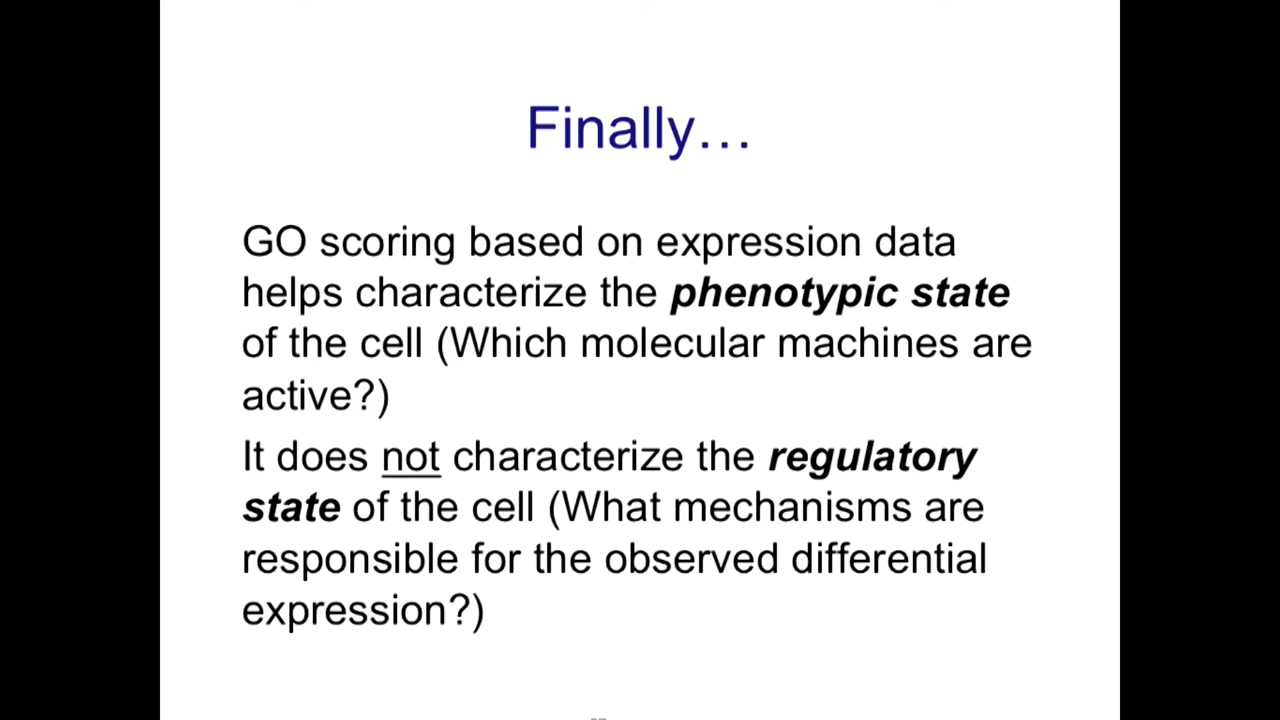 Finally…
GO scoring based on expression data
helps characterize the phenotypic state
of the cell (Which molecular machines are
active?)
It does not characterize the regulatory
state of the cell (What mechanisms are
responsible for the observed differential
expression?)